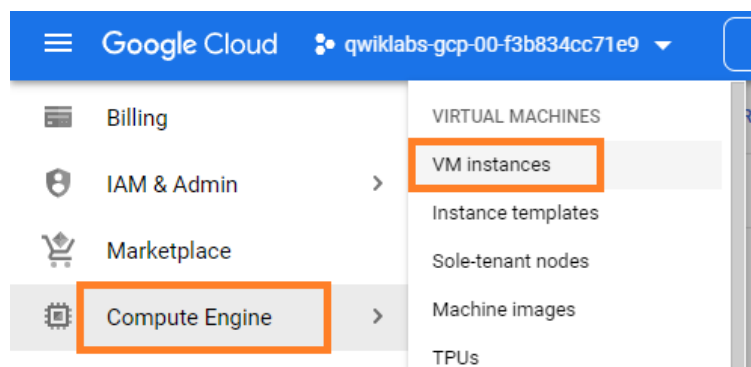 Google Cloud qwiklabs-gcp-00-f3b834cc71e9
Billing
IAM & Admin
Marketplace
Compute Engine
VIRTUAL MACHINES
VM instances
Instance templates
Sole-tenant nodes
Machine images
TPUs